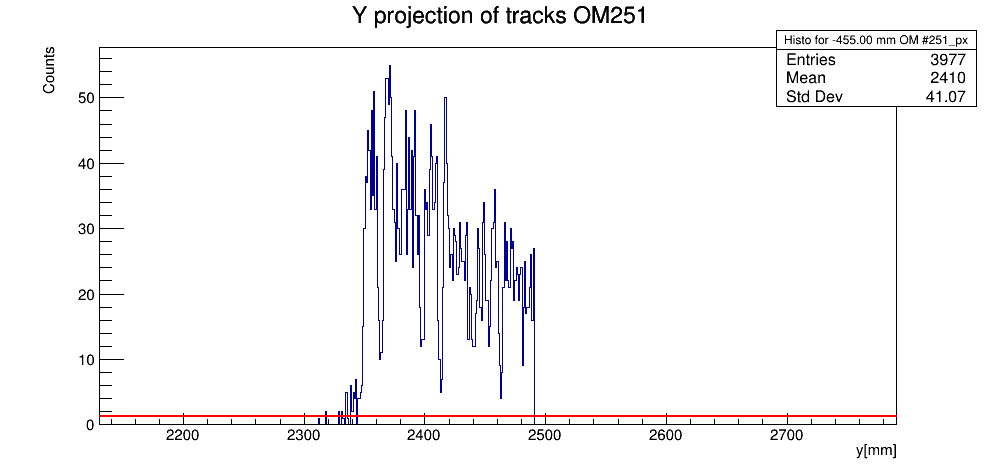 Y projection of tracks OM251
Histo for -455.00 mm OM #251_px
Entries 3977
Mean 2410
Std Dev 41.07
Counts
50
40
30
20
10
0
2200 2300 2400 2500 2600 2700
y[mm]